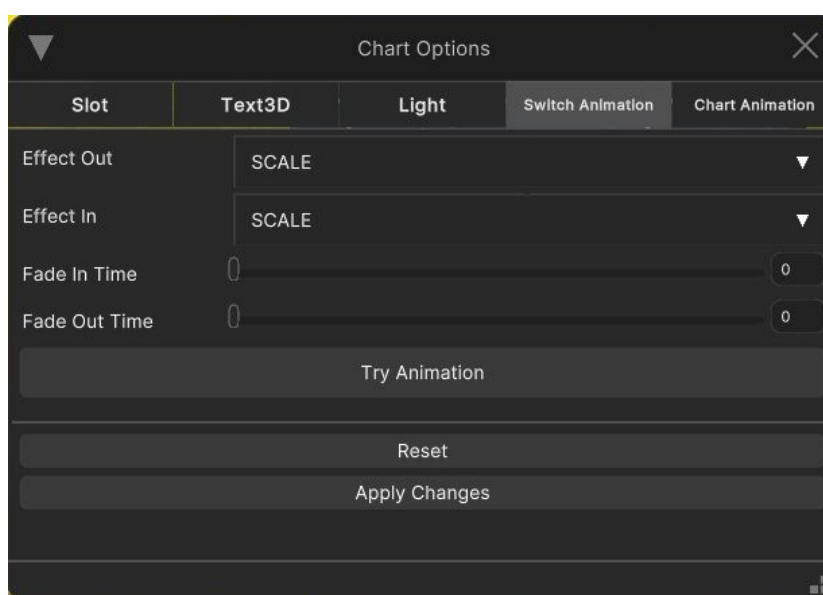 Chart Options
Slot Text3D Light Switch Animation Chart Animation
Effect Out SCALE
Effect In SCALE
Fade In Time 0
Fade Out Time 0
Try Animation
Reset
Apply Changes